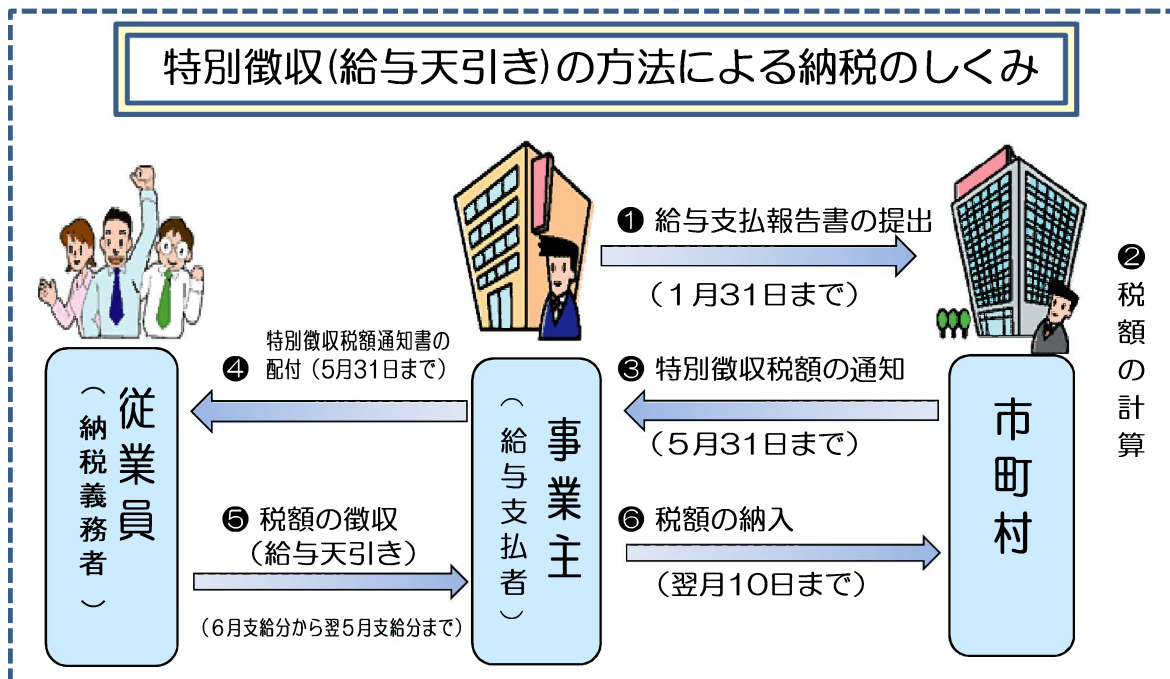 特別徴収(給与天引き)の方法による納税のしくみ
❶ 給与支払報告書の提出
（１月31日まで）
❷税額の計算
❸ 特別徴収税額の通知
（５月31日まで）
❹ 特別徴収税額通知書の
配付（5月31日まで）
従業員
（納税義務者）
事業主
（給与支払者）
市町村
❺ 税額の徴収
（給与天引き）
（６月支給分から翌５月支給分まで）
❻ 税額の納入
（翌月10日まで）